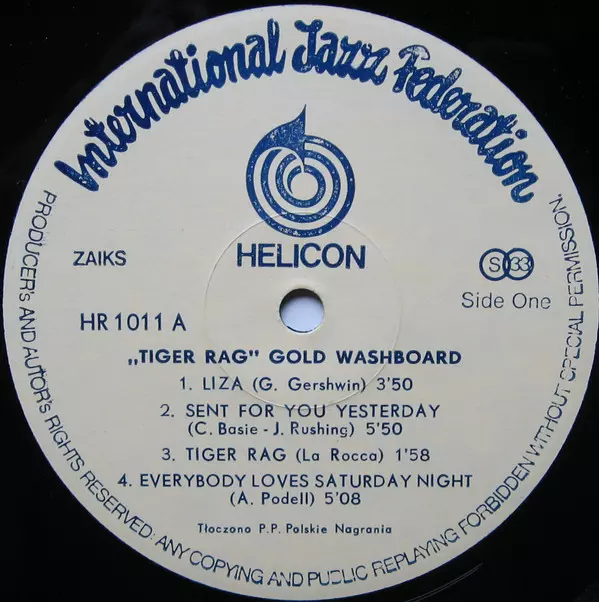 International Jazz Federation
HELICON
ZAIKS
S 33
Side One
HR 1011 A
„TIGER RAG” GOLD WASHBOARD
1. LIZA (G. Gershwin) 3'50
2. SENT FOR YOU YESTERDAY
(C. Basie - J. Rushing) 5'50
3. TIGER RAG (La Rocca) 1'58
4. EVERYBODY LOVES SATURDAY NIGHT
(A. Podell) 5'08
Tłoczono P.P. Polskie Nagrania
PRODUCER's AND AUTOR's RIGHTS RESERVED. ANY COPYING AND PUBLIC REPLAYING FORBIDDEN WITHOUT SPECIAL PERMISSION.